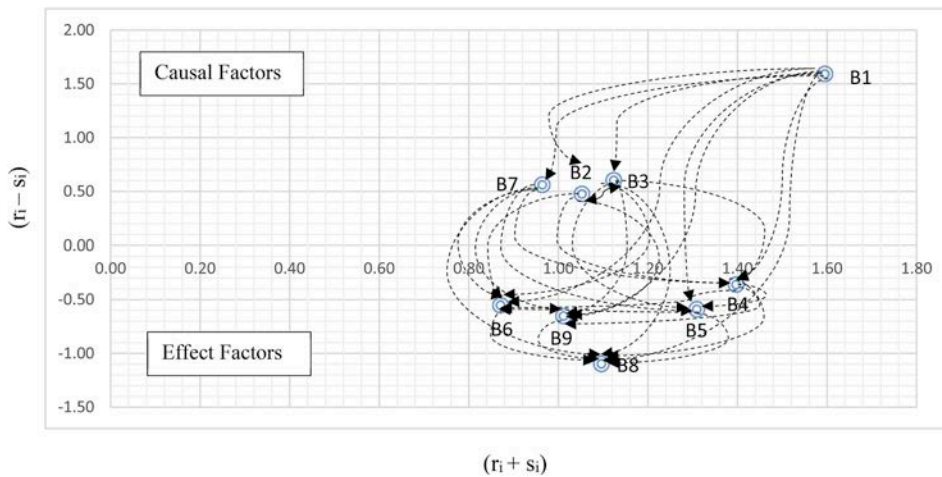 2.00
Causal Factors
1.50
B1
1.00
B2
B7
B3
0.50
(ri – si)
0.00
0.00 0.20 0.40 0.60 0.80 1.00 1.20 1.40 1.60 1.80
-0.50
B6 B9 B5 B4
Effect Factors
-1.00
B8
-1.50
(ri + si)